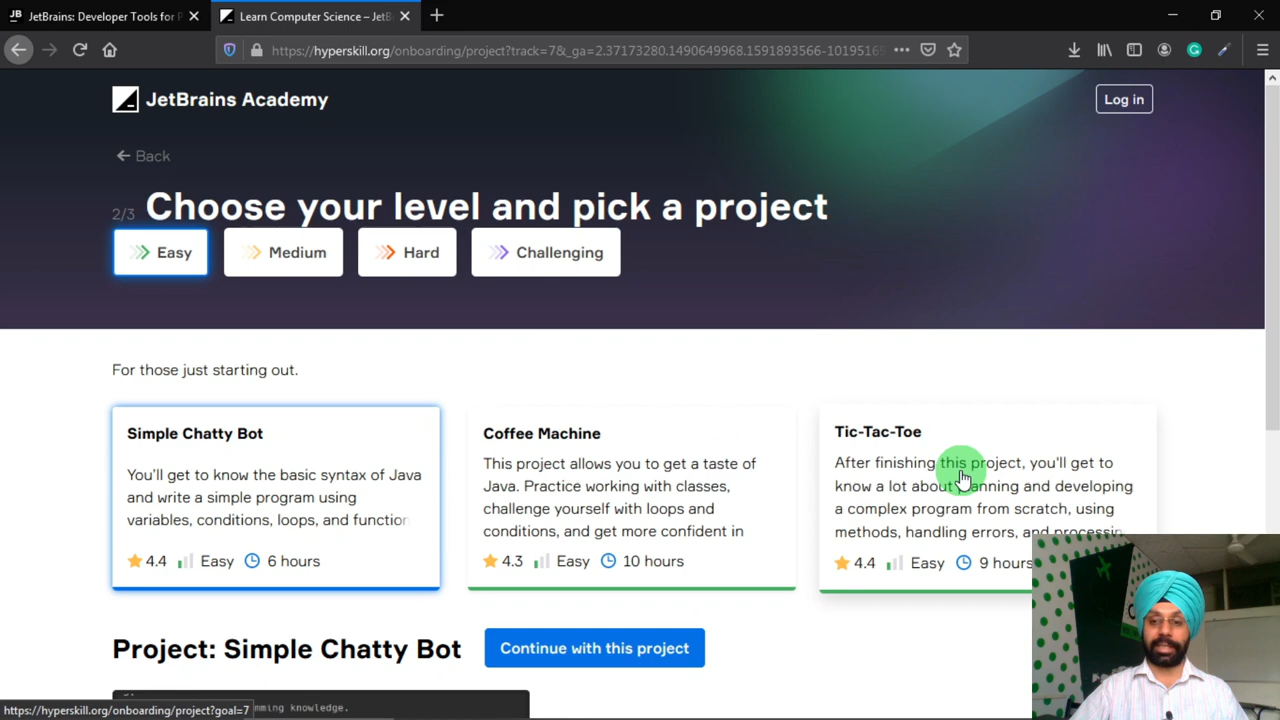 JetBrains: Developer Tools for P
Learn Computer Science – JetB
https://hyperskill.org/onboarding/project?track=7&_ga=2.37173280.1490649968.1591893566-10195169
JetBrains Academy
Log in
Back
2/3 Choose your level and pick a project
Easy
Medium
Hard
Challenging
For those just starting out.
Simple Chatty Bot
You'll get to know the basic syntax of Java
and write a simple program using
variables, conditions, loops, and function
4.4 Easy 6 hours
Coffee Machine
This project allows you to get a taste of
Java. Practice working with classes,
challenge yourself with loops and
conditions, and get more confident in
4.3 Easy 10 hours
Tic-Tac-Toe
After finishing this project, you'll get to
know a lot about planning and developing
a complex program from scratch, using
methods, handling errors, and processin
4.4 Easy 9 hours
Project: Simple Chatty Bot
Continue with this project
mming knowledge.
https://hyperskill.org/onboarding/project?goal=7